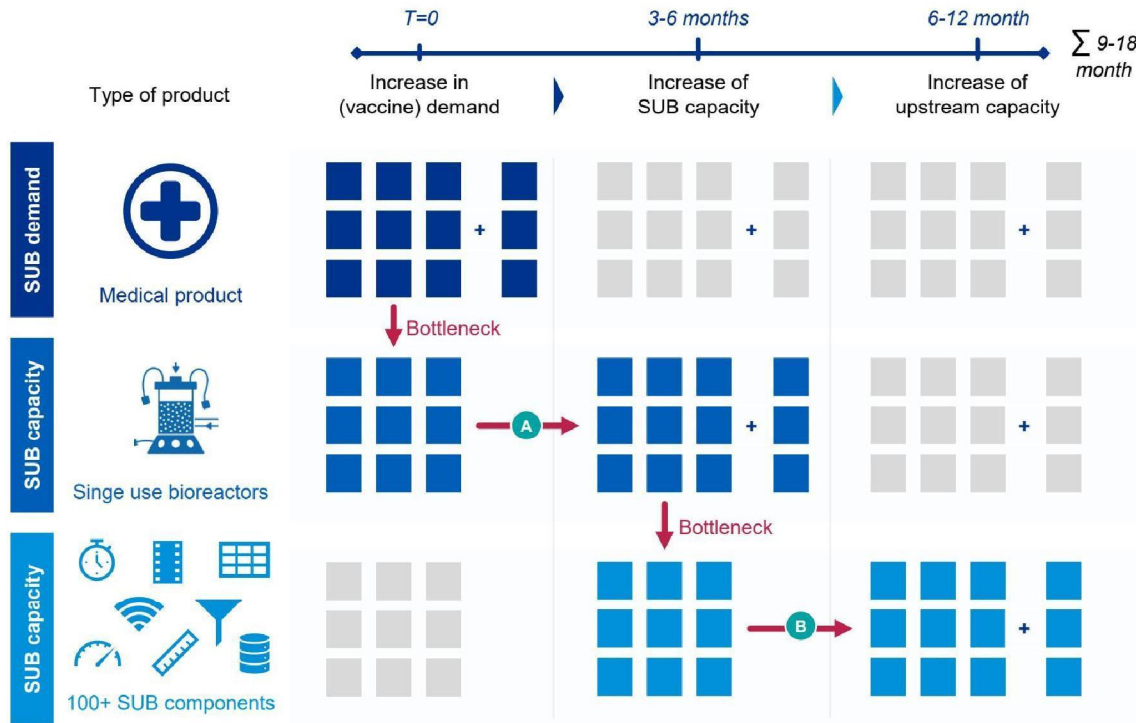 T=0
3-6 months
6-12 month
∑ 9-18
month
Type of product
Increase in
(vaccine) demand
Increase of
SUB capacity
Increase of
upstream capacity
SUB demand
Medical product
+
+
+
Bottleneck
SUB capacity
Singe use bioreactors
A
+
+
Bottleneck
SUB capacity
100+ SUB components
B
+